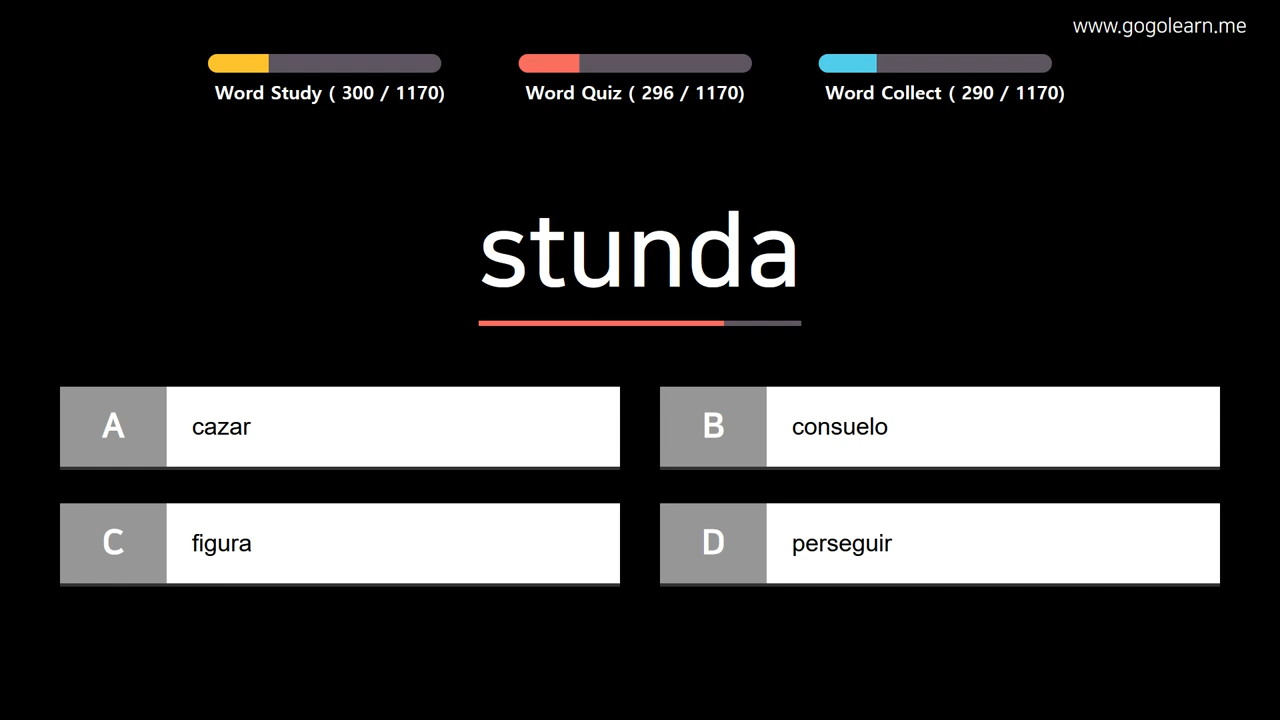 www.gogolearn.me
Word Study ( 300 / 1170)
Word Quiz ( 296 / 1170)
Word Collect ( 290 / 1170)
stunda
A cazar
B consuelo
C figura
D perseguir